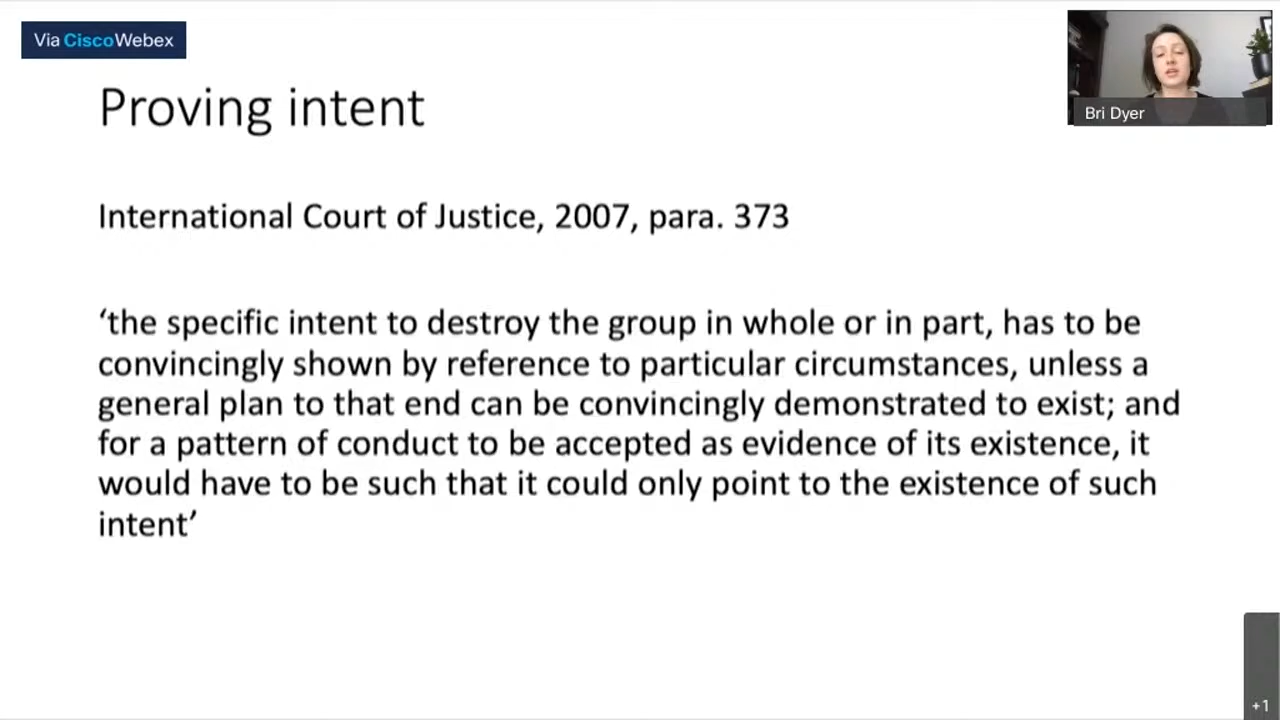 Via CiscoWebex
Bri Dyer
Proving intent
International Court of Justice, 2007, para. 373
‘the specific intent to destroy the group in whole or in part, has to be
convincingly shown by reference to particular circumstances, unless a
general plan to that end can be convincingly demonstrated to exist; and
for a pattern of conduct to be accepted as evidence of its existence, it
would have to be such that it could only point to the existence of such
intent’
+1